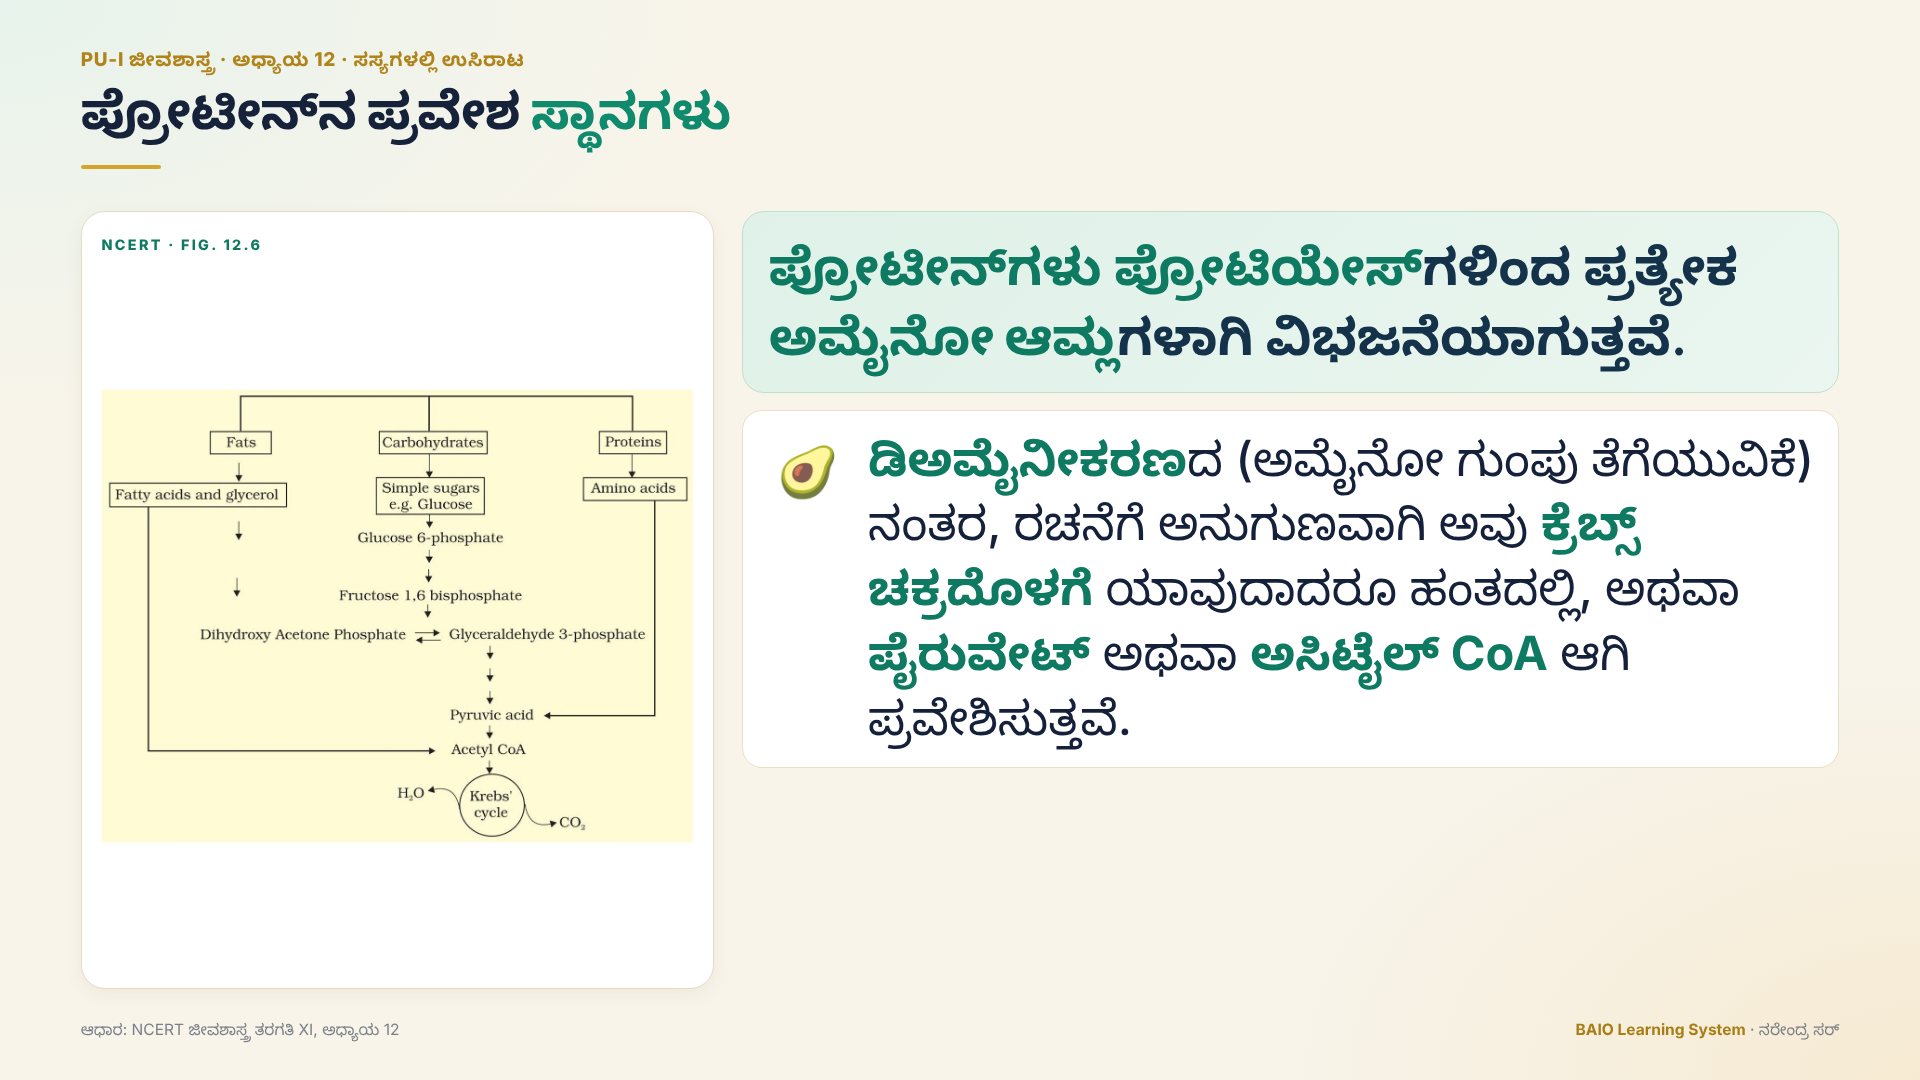 PU-I ಜೀವಶಾಸ್ತ್ರ · ಅಧ್ಯಾಯ 12 · ಸಸ್ಯಗಳಲ್ಲಿ ಉಸಿರಾಟ
ಪ್ರೋಟೀನ್‌ನ ಪ್ರವೇಶ ಸ್ಥಾನಗಳು
NCERT · FIG. 12.6
Fats
Carbohydrates
Proteins
Fatty acids and glycerol
Simple sugars
e.g. Glucose
Amino acids
Glucose 6-phosphate
Fructose 1,6 bisphosphate
Dihydroxy Acetone Phosphate
Glyceraldehyde 3-phosphate
Pyruvic acid
Acetyl CoA
H₂O
Krebs'
cycle
CO₂
ಪ್ರೋಟೀನ್‌ಗಳು ಪ್ರೋಟಿಯೇಸ್‌ಗಳಿಂದ ಪ್ರತ್ಯೇಕ
ಅಮೈನೋ ಆಮ್ಲಗಳಾಗಿ ವಿಭಜನೆಯಾಗುತ್ತವೆ.
ಡಿಅಮೈನೀಕರಣದ (ಅಮೈನೋ ಗುಂಪು ತೆಗೆಯುವಿಕೆ)
ನಂತರ, ರಚನೆಗೆ ಅನುಗುಣವಾಗಿ ಅವು ಕ್ರೆಬ್ಸ್
ಚಕ್ರದೊಳಗೆ ಯಾವುದಾದರೂ ಹಂತದಲ್ಲಿ, ಅಥವಾ
ಪೈರುವೇಟ್ ಅಥವಾ ಅಸಿಟೈಲ್ CoA ಆಗಿ
ಪ್ರವೇಶಿಸುತ್ತವೆ.
ಆಧಾರ: NCERT ಜೀವಶಾಸ್ತ್ರ ತರಗತಿ XI, ಅಧ್ಯಾಯ 12
BAIO Learning System · ನರೇಂದ್ರ ಸರ್